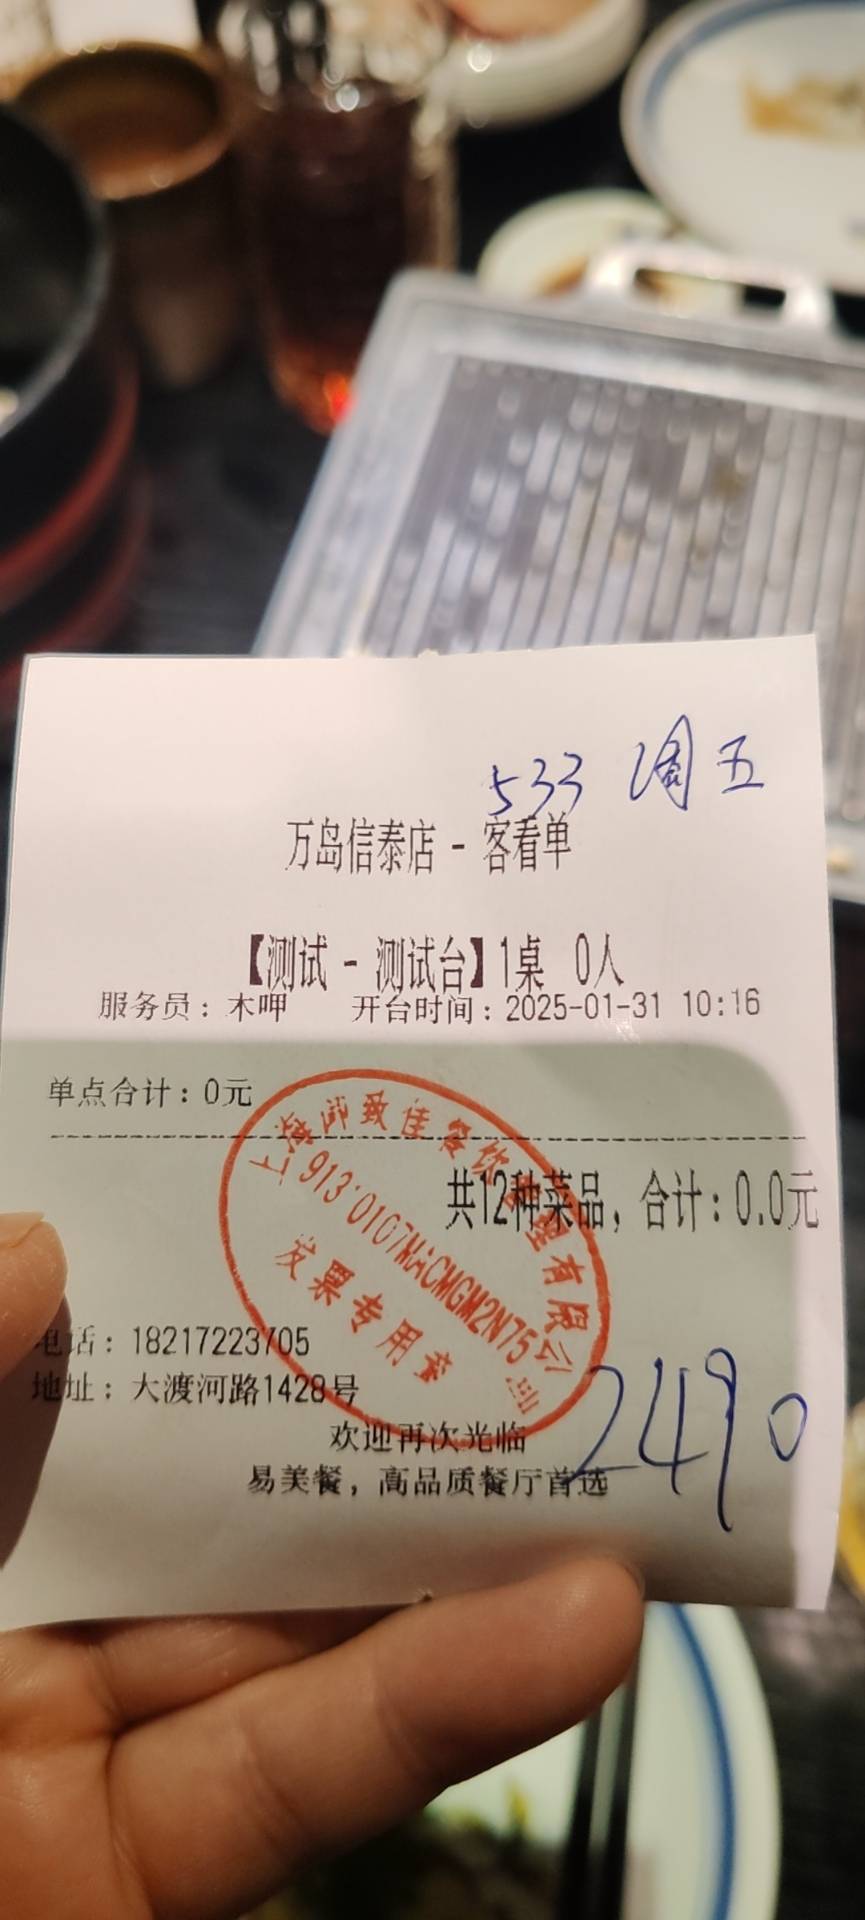 533 周五
万岛信泰店 - 客看单
【测试 - 测试台】1桌 0人
服务员：木呷 开台时间：2025-01-31 10:16
单点合计：0元
共12种菜品，合计：0.0元
电话：18217223705
地址：大渡河路1428号
欢迎再次光临
易美餐，高品质餐厅首选
2490
913
0107MACMGM2N75
发票专用章